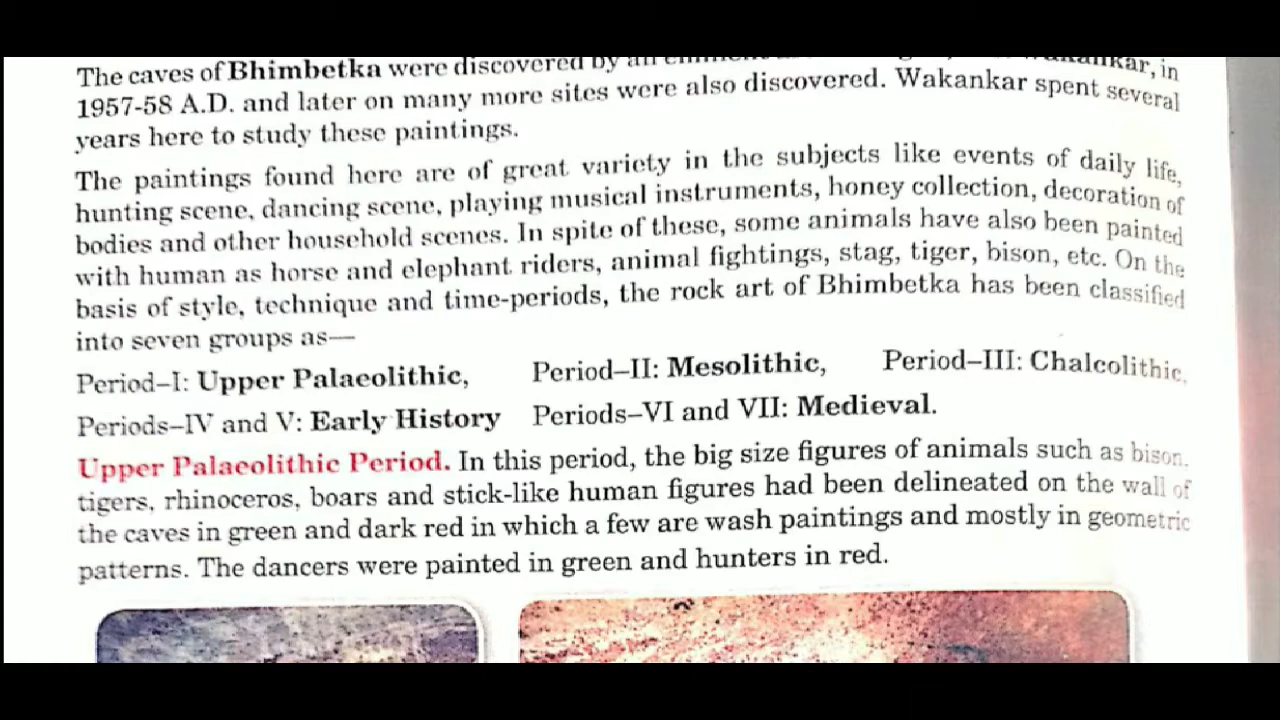 The caves of Bhimbetka were discovered by an Wakankar, in
1957-58 A.D. and later on many more sites were also discovered. Wakankar spent several
years here to study these paintings.
The paintings found here are of great variety in the subjects like events of daily life,
hunting scene, dancing scene, playing musical instruments, honey collection, decoration of
bodies and other household scenes. In spite of these, some animals have also been painted
with human as horse and elephant riders, animal fightings, stag, tiger, bison, etc. On the
basis of style, technique and time-periods, the rock art of Bhimbetka has been classified
into seven groups as—
Period–I: Upper Palaeolithic, Period–II: Mesolithic, Period–III: Chalcolithic,
Periods–IV and V: Early History Periods–VI and VII: Medieval.
Upper Palaeolithic Period. In this period, the big size figures of animals such as bison,
tigers, rhinoceros, boars and stick-like human figures had been delineated on the wall of
the caves in green and dark red in which a few are wash paintings and mostly in geometric
patterns. The dancers were painted in green and hunters in red.